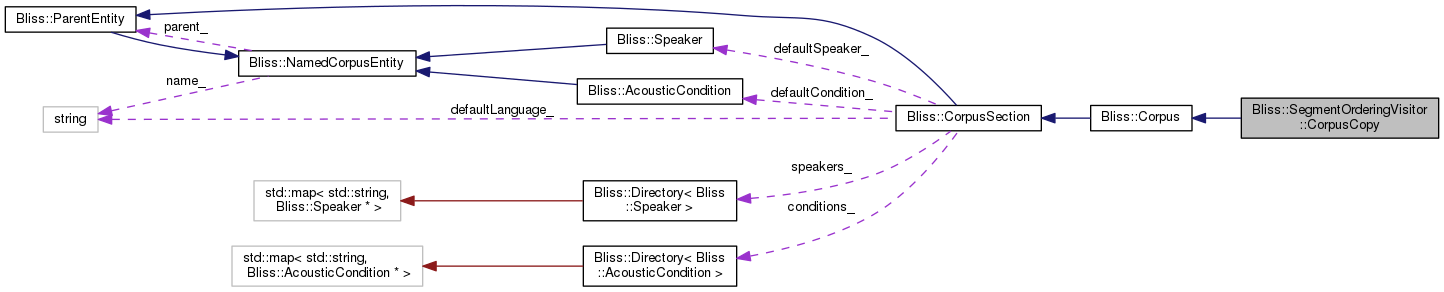 Bliss::ParentEntity
parent_
Bliss::NamedCorpusEntity
name_
string
Bliss::Speaker
Bliss::AcousticCondition
defaultSpeaker_
defaultCondition_
defaultLanguage_
Bliss::CorpusSection
Bliss::Corpus
Bliss::SegmentOrderingVisitor
::CorpusCopy
speakers_
std::map< std::string,
Bliss::Speaker * >
Bliss::Directory< Bliss
::Speaker >
conditions_
std::map< std::string,
Bliss::AcousticCondition * >
Bliss::Directory< Bliss
::AcousticCondition >